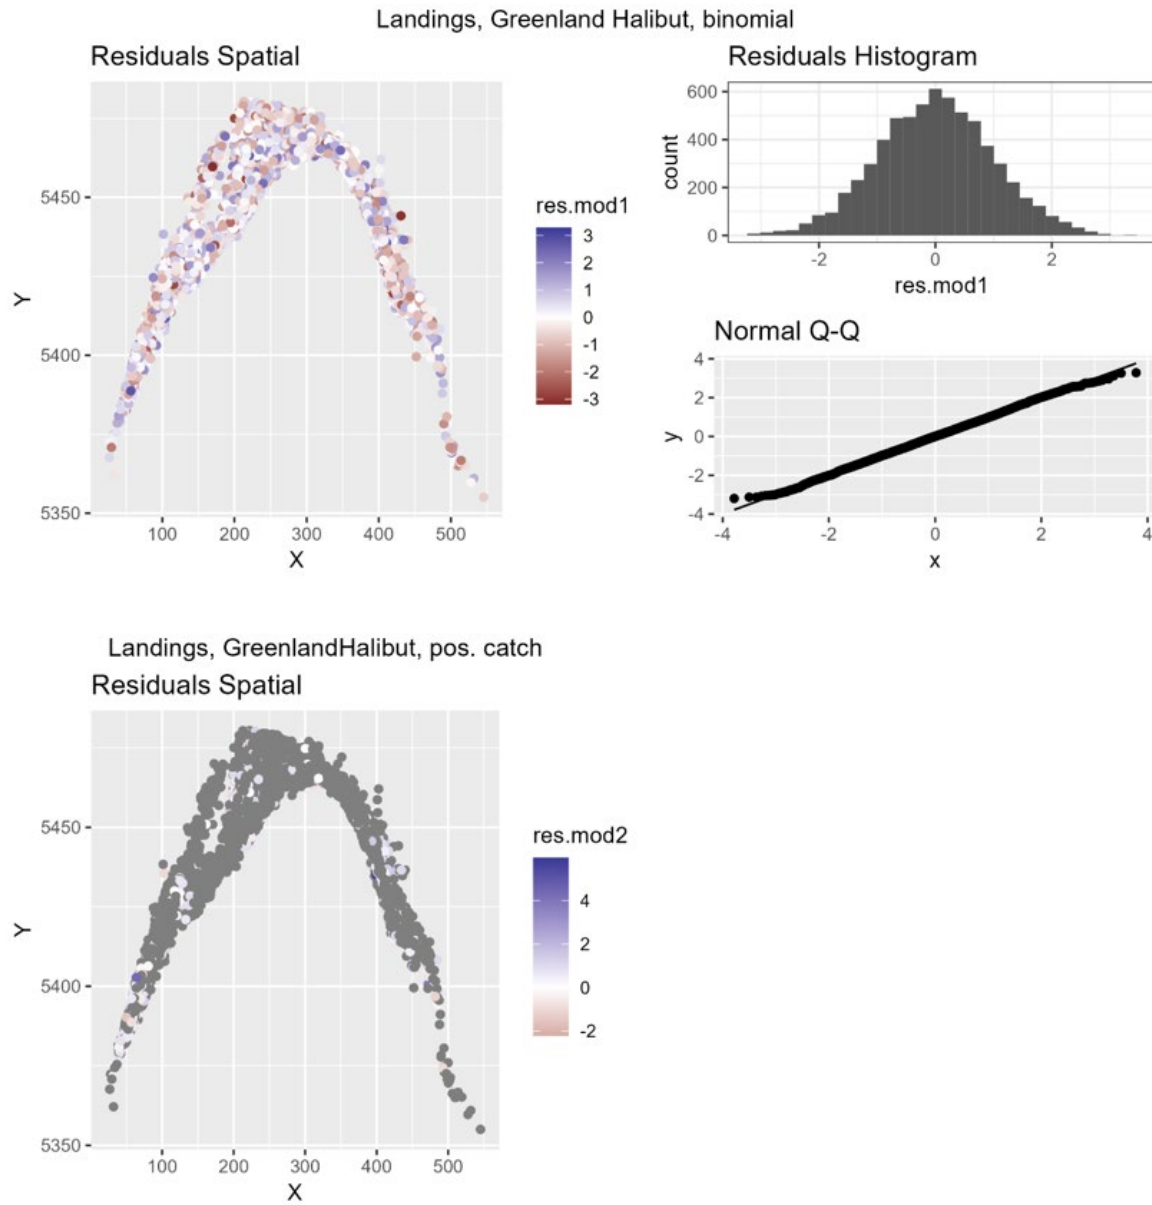 Landings, Greenland Halibut, binomial
Residuals Spatial
5450
5400
5350
Y
100 200 300 400 500
X
res.mod1
3
2
1
0
-1
-2
-3
Residuals Histogram
600
400
200
0
count
-2 0 2
res.mod1
Normal Q-Q
4
2
0
-2
-4
y
-4 -2 0 2 4
x
Landings, GreenlandHalibut, pos. catch
Residuals Spatial
5450
5400
5350
Y
100 200 300 400 500
X
res.mod2
4
2
0
-2